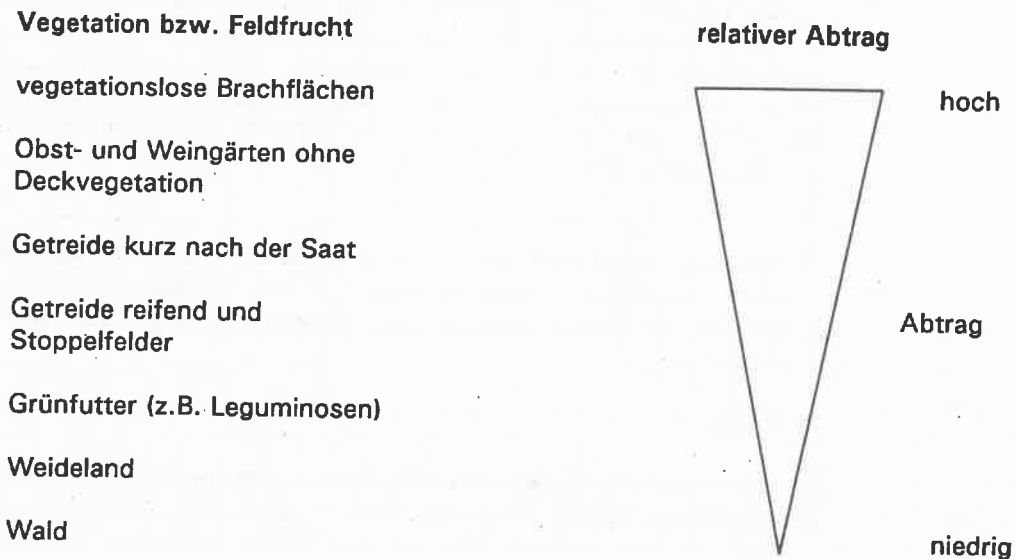 Vegetation bzw. Feldfrucht
relativer Abtrag
vegetationslose Brachflächen
hoch
Obst- und Weingärten ohne
Deckvegetation
Getreide kurz nach der Saat
Getreide reifend und
Stoppelfelder
Abtrag
Grünfutter (z.B. Leguminosen)
Weideland
Wald
niedrig